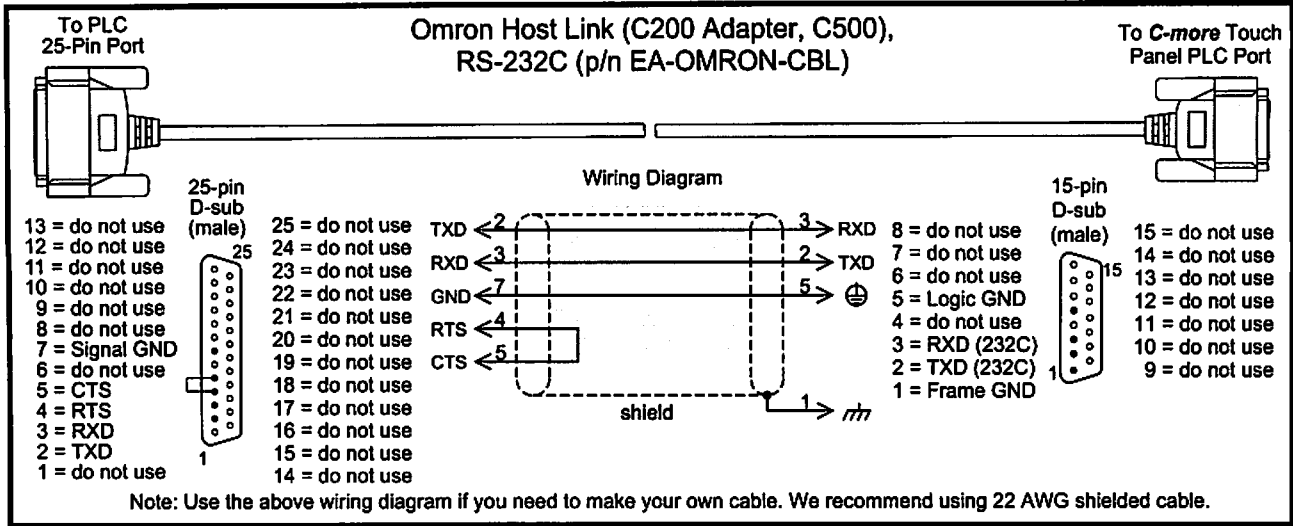 To PLC
25-Pin Port
Omron Host Link (C200 Adapter, C500),
RS-232C (p/n EA-OMRON-CBL)
To C-more Touch
Panel PLC Port
Wiring Diagram
25-pin
D-sub
(male)
13 = do not use
12 = do not use
11 = do not use
10 = do not use
9 = do not use
8 = do not use
7 = Signal GND
6 = do not use
5 = CTS
4 = RTS
3 = RXD
2 = TXD
1 = do not use
25
1
25 = do not use
24 = do not use
23 = do not use
22 = do not use
21 = do not use
20 = do not use
19 = do not use
18 = do not use
17 = do not use
16 = do not use
15 = do not use
14 = do not use
TXD 2 3 RXD
RXD 3 2 TXD
GND 7 5
RTS 4
CTS 5
shield
1
8 = do not use
7 = do not use
6 = do not use
5 = Logic GND
4 = do not use
3 = RXD (232C)
2 = TXD (232C)
1 = Frame GND
15-pin
D-sub
(male)
15
1
15 = do not use
14 = do not use
13 = do not use
12 = do not use
11 = do not use
10 = do not use
9 = do not use
Note: Use the above wiring diagram if you need to make your own cable. We recommend using 22 AWG shielded cable.